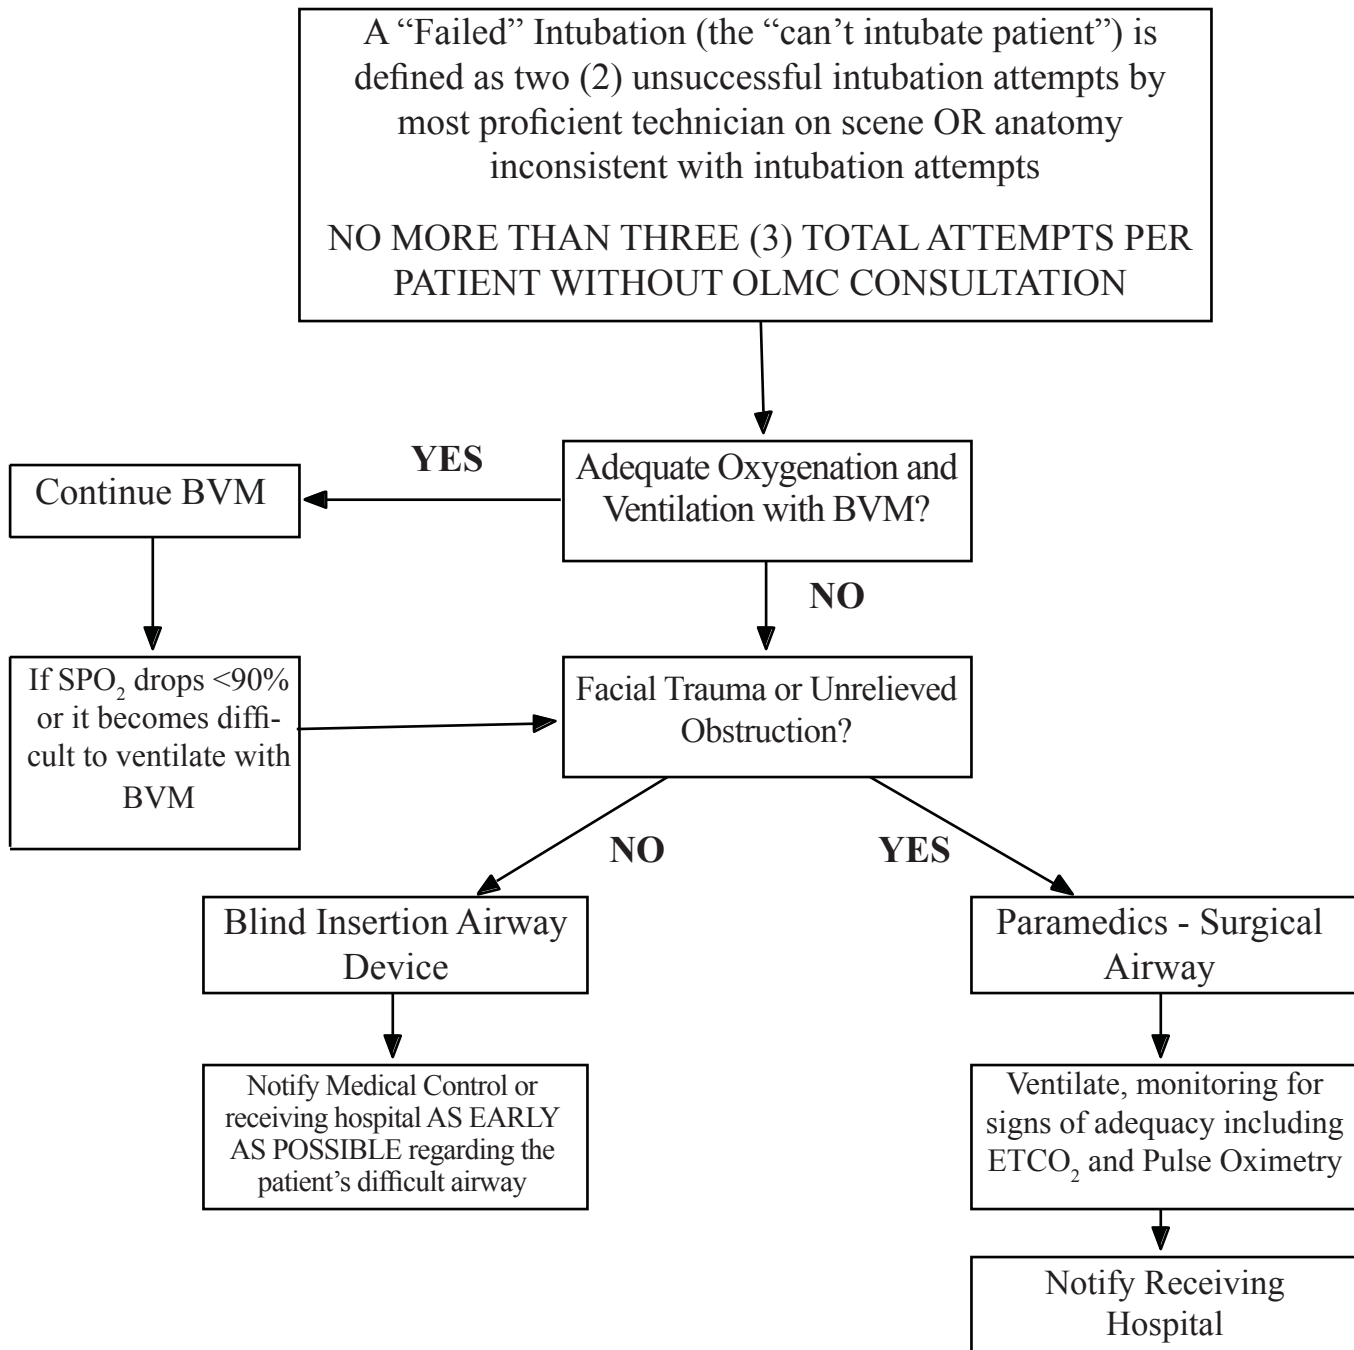 A “Failed” Intubation (the “can’t intubate patient”) is
defined as two (2) unsuccessful intubation attempts by
most proficient technician on scene OR anatomy
inconsistent with intubation attempts
NO MORE THAN THREE (3) TOTAL ATTEMPTS PER
PATIENT WITHOUT OLMC CONSULTATION
YES
Adequate Oxygenation and
Ventilation with BVM?
Continue BVM
NO
If SPO₂ drops <90%
or it becomes diffi-
cult to ventilate with
BVM
Facial Trauma or Unrelieved
Obstruction?
NO
YES
Blind Insertion Airway
Device
Paramedics - Surgical
Airway
Notify Medical Control or
receiving hospital AS EARLY
AS POSSIBLE regarding the
patient’s difficult airway
Ventilate, monitoring for
signs of adequacy including
ETCO₂ and Pulse Oximetry
Notify Receiving
Hospital